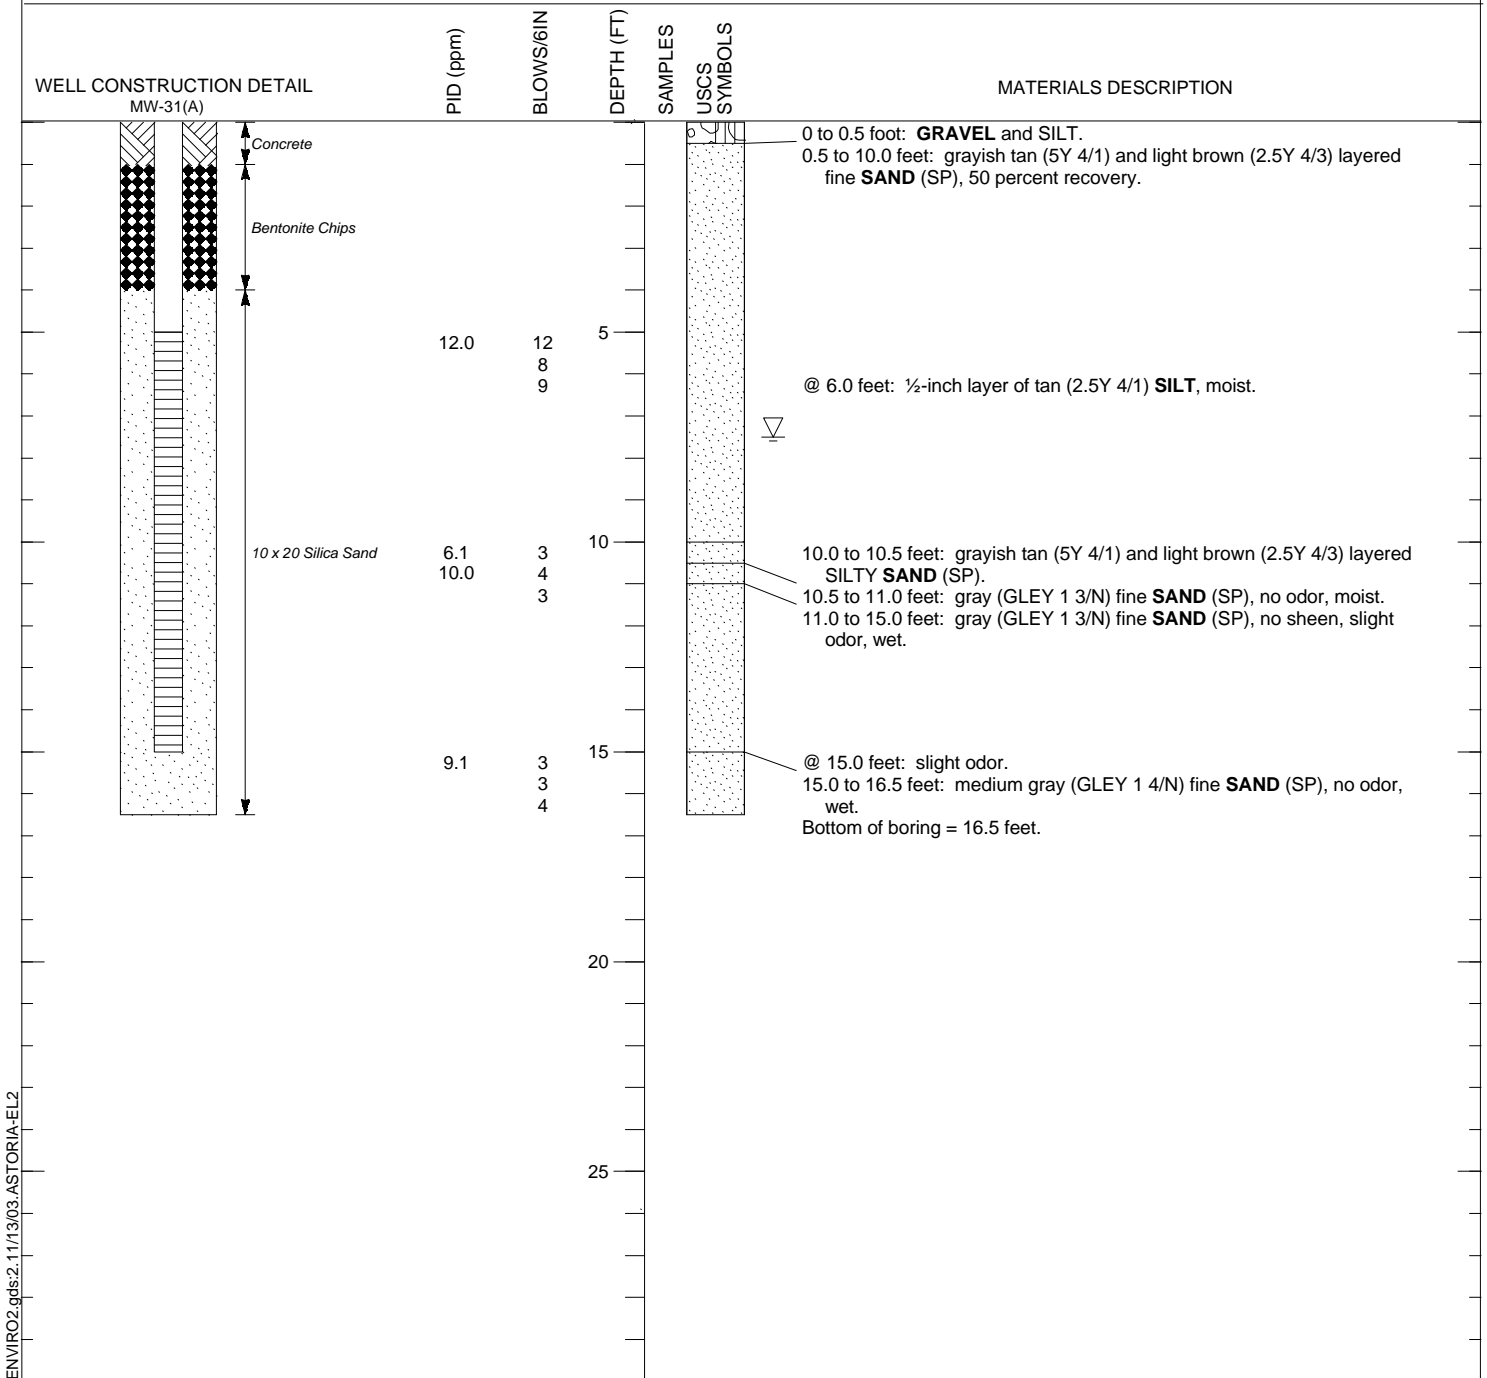 WELL CONSTRUCTION DETAIL
MW-31(A)
PID (ppm)
BLOWS/6IN
DEPTH (FT)
SAMPLES
USCS
SYMBOLS
MATERIALS DESCRIPTION
Concrete
0 to 0.5 foot: GRAVEL and SILT.
0.5 to 10.0 feet: grayish tan (5Y 4/1) and light brown (2.5Y 4/3) layered
fine SAND (SP), 50 percent recovery.
Bentonite Chips
5
12.0 12
8
9
@ 6.0 feet: ½-inch layer of tan (2.5Y 4/1) SILT, moist.
10
10 x 20 Silica Sand
6.1 3
10.0 4
3
10.0 to 10.5 feet: grayish tan (5Y 4/1) and light brown (2.5Y 4/3) layered
SILTY SAND (SP).
10.5 to 11.0 feet: gray (GLEY 1 3/N) fine SAND (SP), no odor, moist.
11.0 to 15.0 feet: gray (GLEY 1 3/N) fine SAND (SP), no sheen, slight
odor, wet.
15
9.1 3
3
4
@ 15.0 feet: slight odor.
15.0 to 16.5 feet: medium gray (GLEY 1 4/N) fine SAND (SP), no odor,
wet.
Bottom of boring = 16.5 feet.
20
25
ENVIRO2.gds:2.11/13/03.ASTORIA-EL2